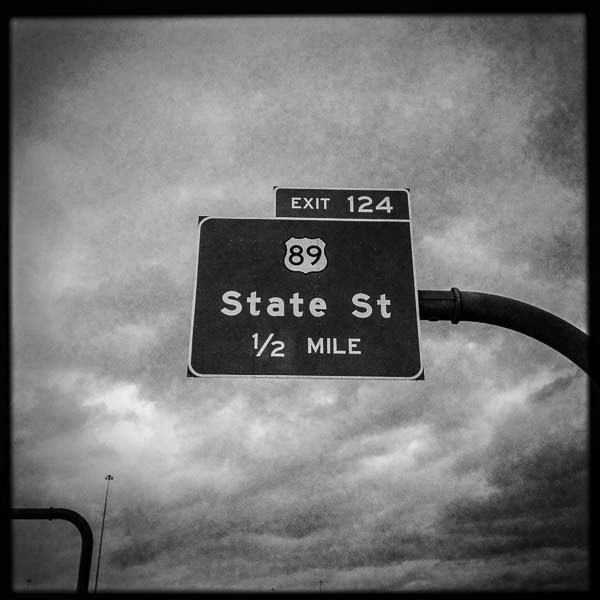 EXIT 124
89
State St
1/2 MILE